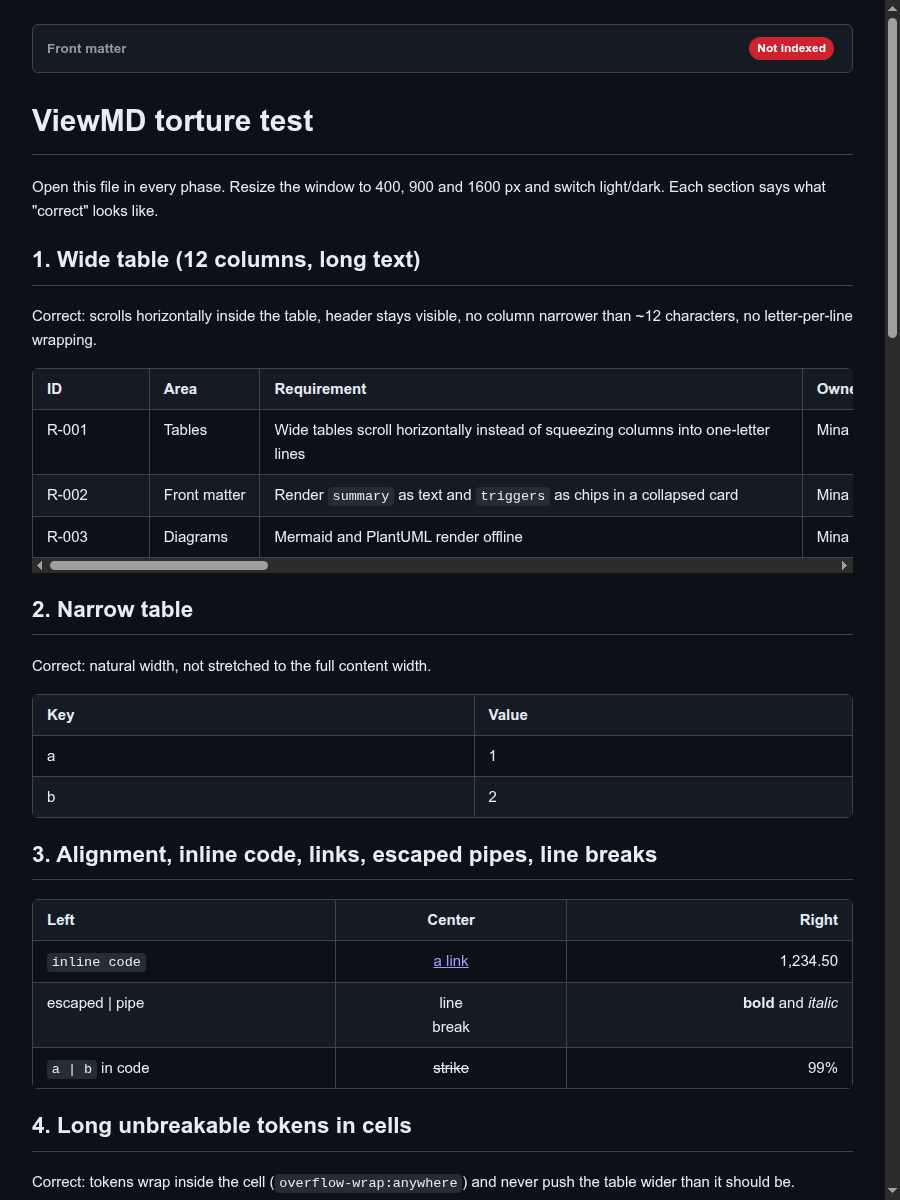 Front matter
Not indexed
ViewMD torture test
Open this file in every phase. Resize the window to 400, 900 and 1600 px and switch light/dark. Each section says what
"correct" looks like.
1. Wide table (12 columns, long text)
Correct: scrolls horizontally inside the table, header stays visible, no column narrower than ~12 characters, no letter-per-line
wrapping.
ID Area Requirement Owne
R-001 Tables Wide tables scroll horizontally instead of squeezing columns into one-letter Mina
lines
R-002 Front matter Render summary as text and triggers as chips in a collapsed card Mina
R-003 Diagrams Mermaid and PlantUML render offline Mina
2. Narrow table
Correct: natural width, not stretched to the full content width.
Key Value
a 1
b 2
3. Alignment, inline code, links, escaped pipes, line breaks
Left Center Right
inline code a link 1,234.50
escaped | pipe line bold and italic
break
a | b in code strike 99%
4. Long unbreakable tokens in cells
Correct: tokens wrap inside the cell (overflow-wrap:anywhere) and never push the table wider than it should be.